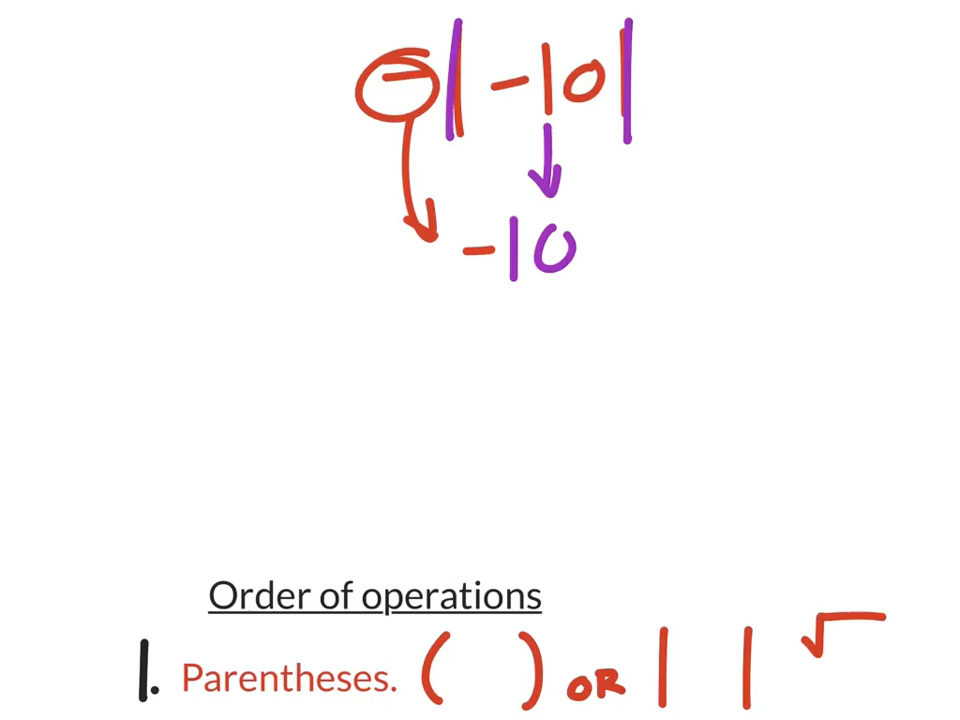 -|-10|
-10
Order of operations
1. Parentheses. ( ) OR | | √